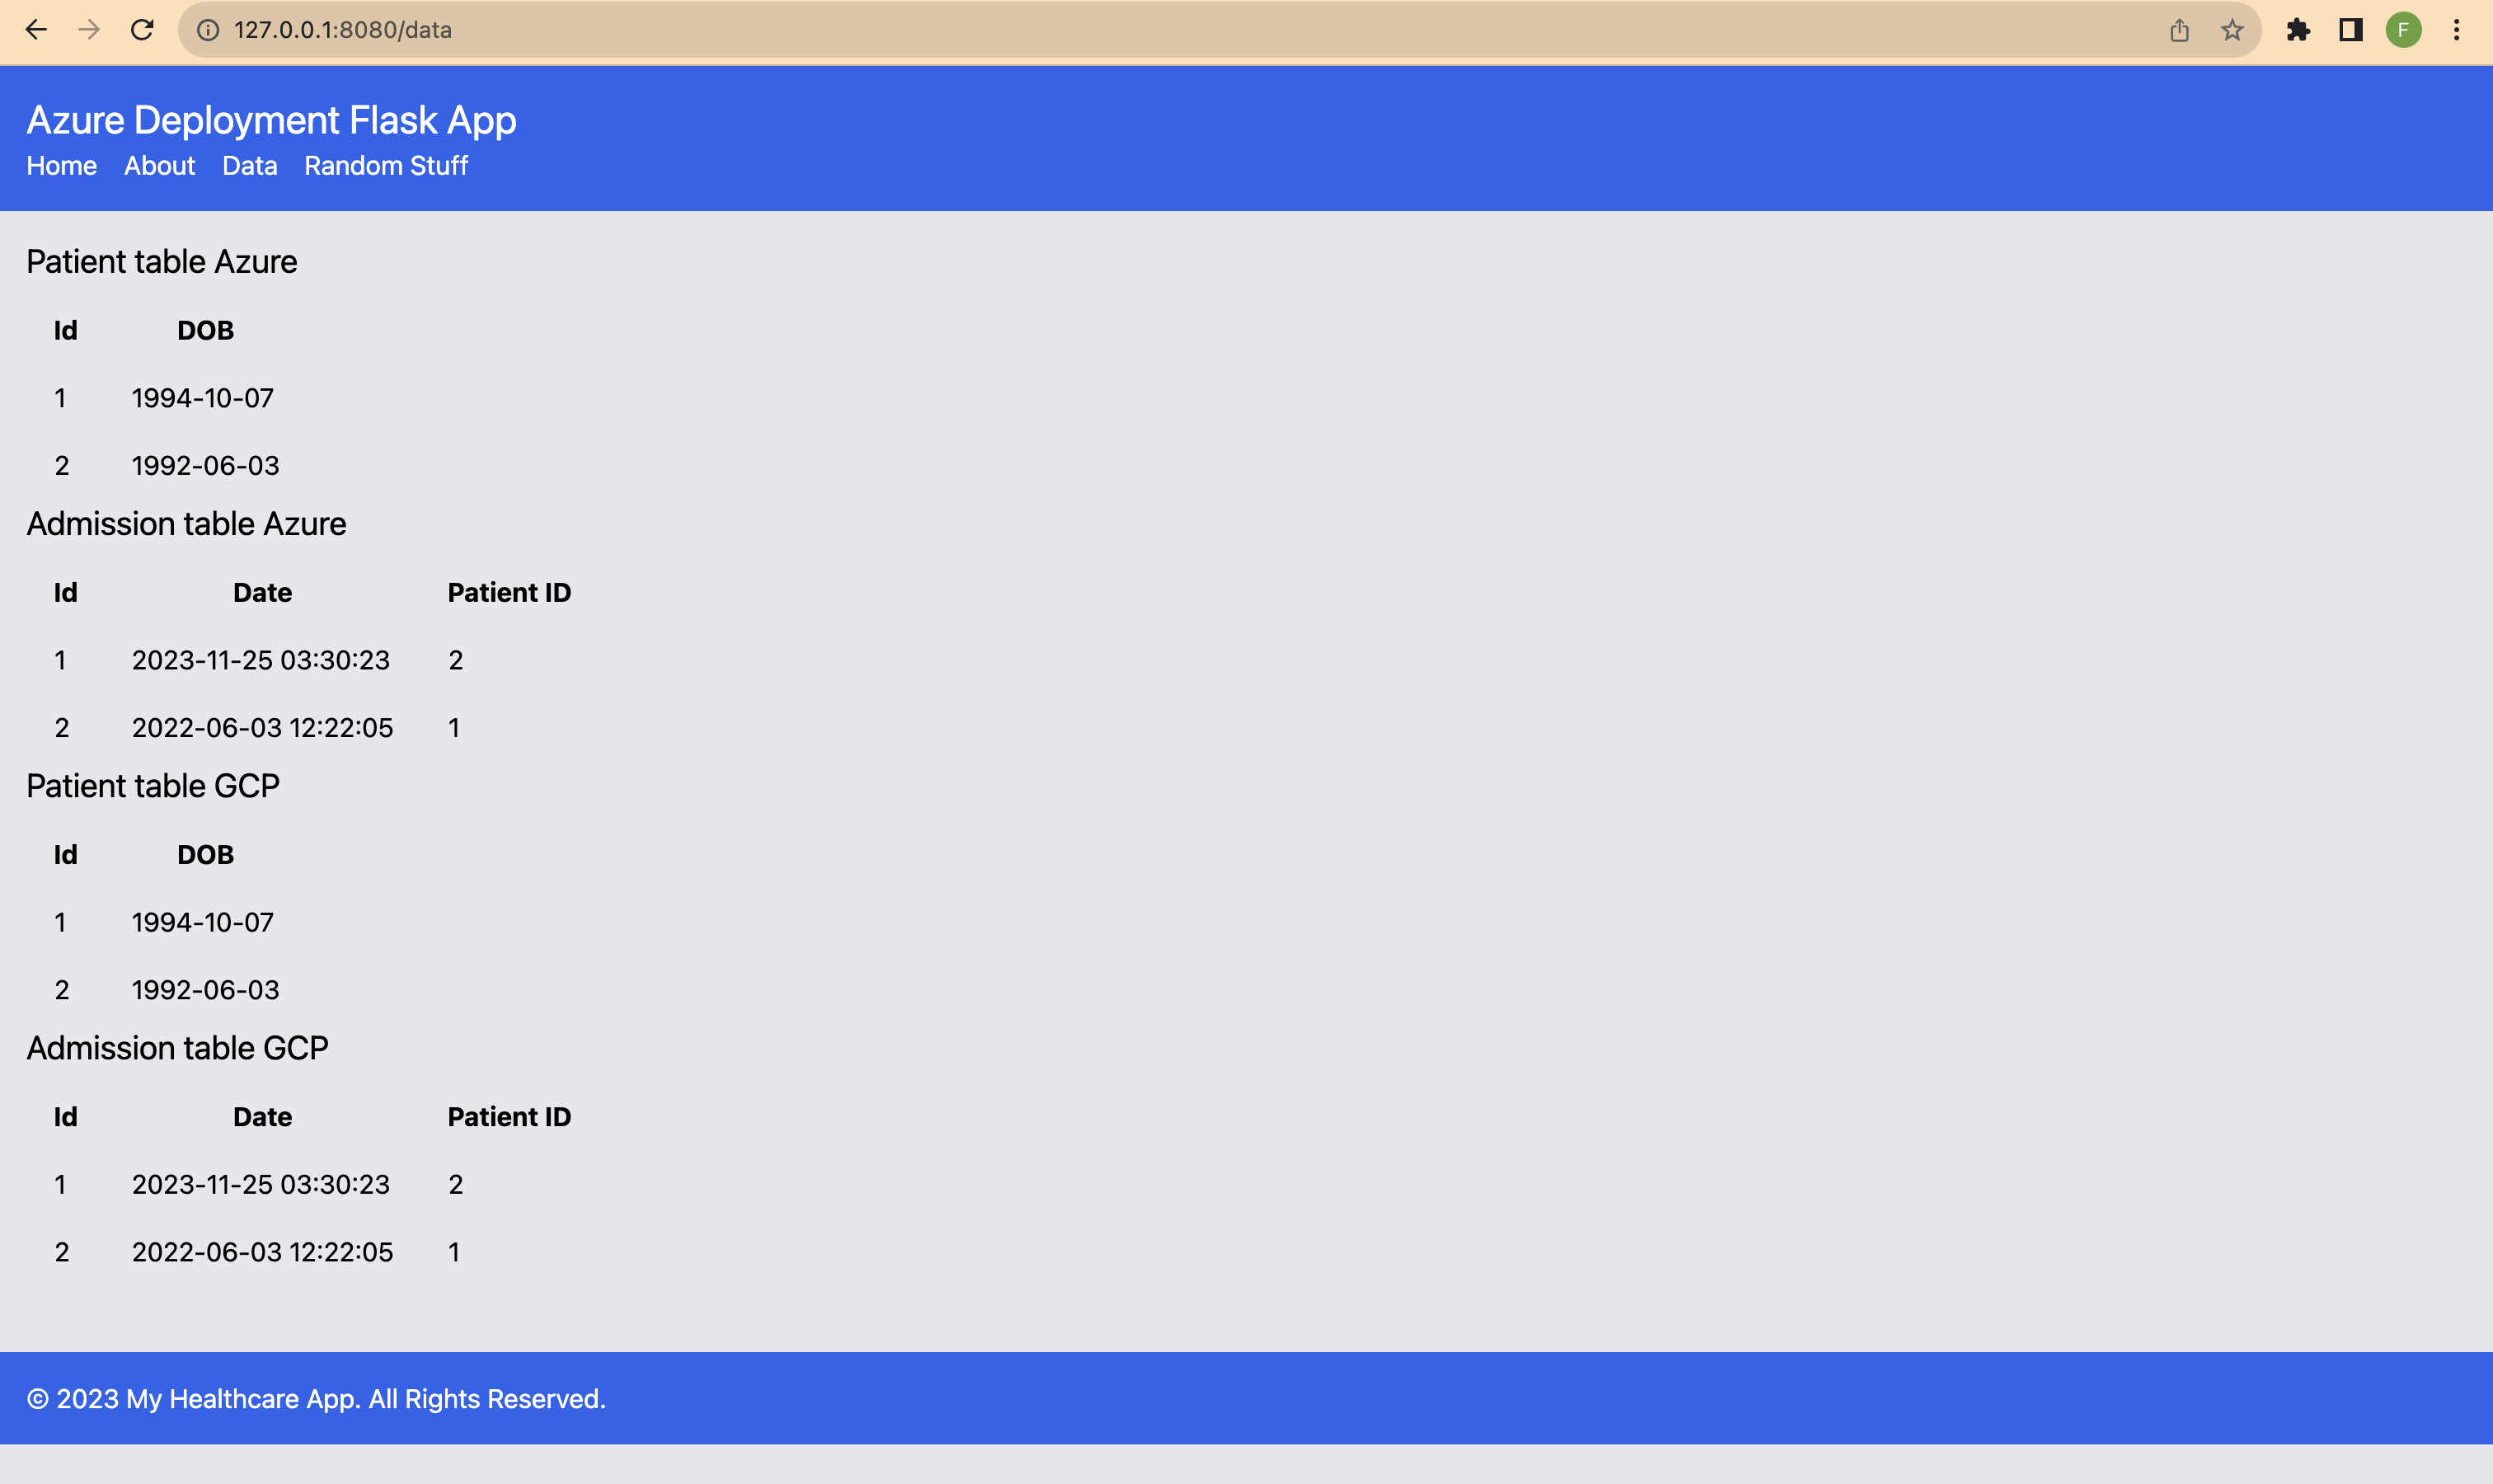 127.0.0.1:8080/data
F
Azure Deployment Flask App
Home About Data Random Stuff
Patient table Azure
Id DOB
1 1994-10-07
2 1992-06-03
Admission table Azure
Id Date Patient ID
1 2023-11-25 03:30:23 2
2 2022-06-03 12:22:05 1
Patient table GCP
Id DOB
1 1994-10-07
2 1992-06-03
Admission table GCP
Id Date Patient ID
1 2023-11-25 03:30:23 2
2 2022-06-03 12:22:05 1
© 2023 My Healthcare App. All Rights Reserved.